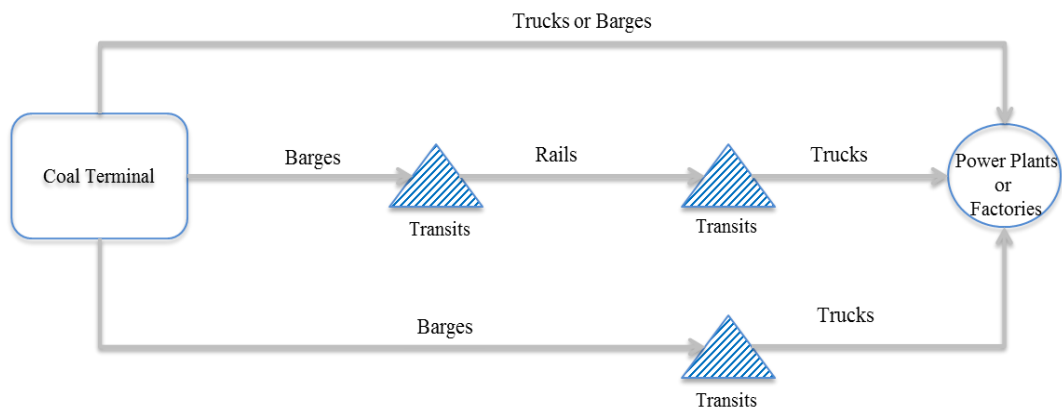 Trucks or Barges
Coal Terminal
Barges
Rails
Trucks
Power Plants
or
Factories
Transits
Transits
Barges
Trucks
Transits